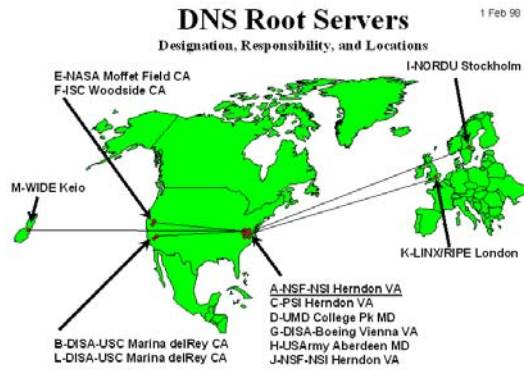 DNS Root Servers
1 Feb 98
Designation, Responsibility, and Locations
E-NASA Moffet Field CA
F-ISC Woodside CA
I-NORDU Stockholm
M-WIDE Keio
K-LINX/RIPE London
A-NSF-NSI Herndon VA
C-PSI Herndon VA
D-UMD College Pk MD
G-DISA-Boeing Vienna VA
H-USArmy Aberdeen MD
J-NSF-NSI Herndon VA
B-DISA-USC Marina delRey CA
L-DISA-USC Marina delRey CA